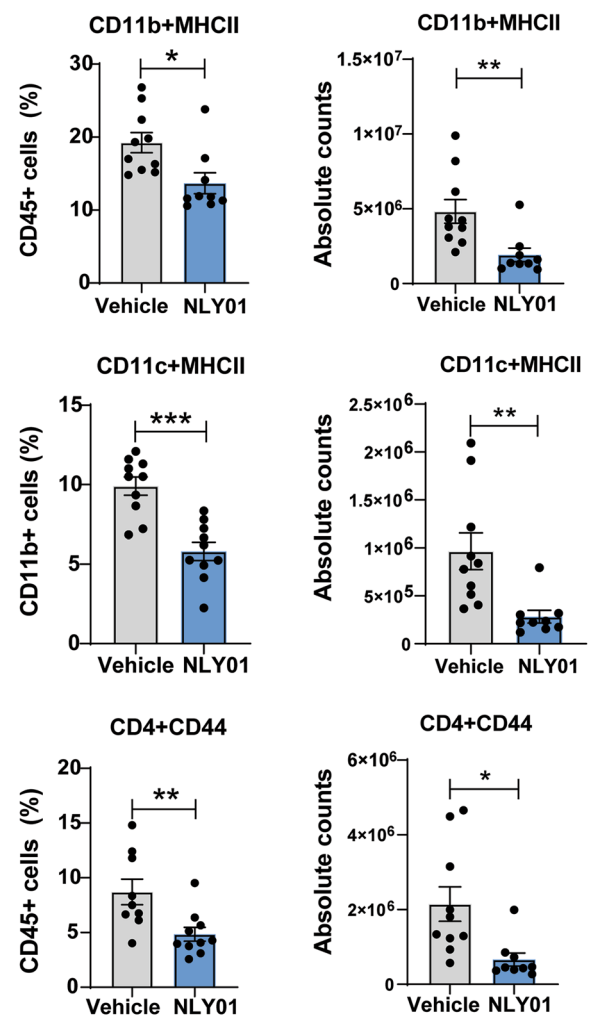 CD11b+MHCII
CD45+ cells (%)
30
20
10
0
*
Vehicle NLY01
CD11b+MHCII
Absolute counts
1.5×10⁷
1×10⁷
5×10⁶
0
**
Vehicle NLY01
CD11c+MHCII
CD11b+ cells (%)
15
10
5
0
***
Vehicle NLY01
CD11c+MHCII
Absolute counts
2.5×10⁶
2×10⁶
1.5×10⁶
1×10⁶
5×10⁵
0
**
Vehicle NLY01
CD4+CD44
CD45+ cells (%)
20
15
10
5
0
**
Vehicle NLY01
CD4+CD44
Absolute counts
6×10⁶
4×10⁶
2×10⁶
0
*
Vehicle NLY01